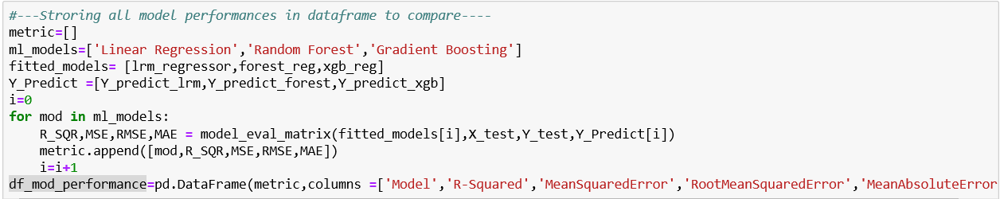 #---Stroring all model performances in dataframe to compare----
metric=[]
ml_models=['Linear Regression','Random Forest','Gradient Boosting']
fitted_models= [lrm_regressor,forest_reg,xgb_reg]
Y_Predict =[Y_predict_lrm,Y_predict_forest,Y_predict_xgb]
i=0
for mod in ml_models:
    R_SQR,MSE,RMSE,MAE = model_eval_matrix(fitted_models[i],X_test,Y_test,Y_Predict[i])
    metric.append([mod,R_SQR,MSE,RMSE,MAE])
    i=i+1
df_mod_performance=pd.DataFrame(metric,columns =['Model','R-Squared','MeanSquaredError','RootMeanSquaredError','MeanAbsoluteError